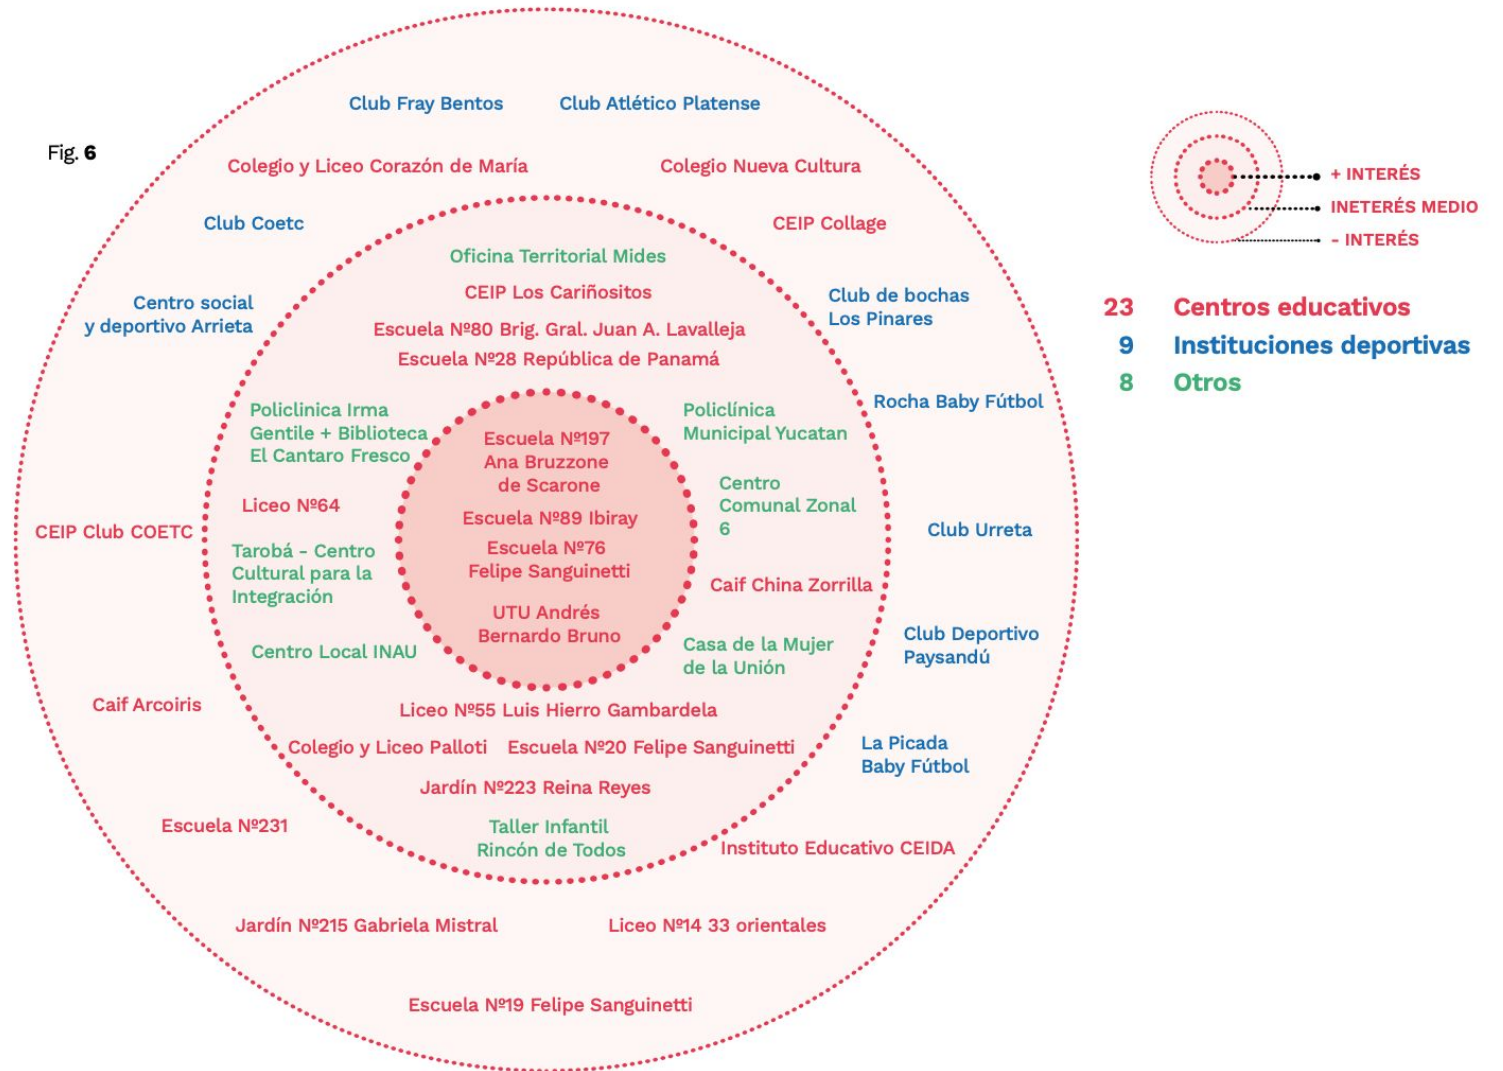 Fig. 6
Club Fray Bentos
Club Atlético Platense
Colegio y Liceo Corazón de María
Colegio Nueva Cultura
Club Coetc
CEIP Collage
Oficina Territorial Mides
CEIP Los Cariñositos
Centro social
y deportivo Arrieta
Club de bochas
Los Pinares
Escuela Nº80 Brig. Gral. Juan A. Lavalleja
Escuela Nº28 República de Panamá
Rocha Baby Fútbol
Policlinica Irma
Gentile + Biblioteca
El Cantaro Fresco
Policlínica
Municipal Yucatan
Escuela Nº197
Ana Bruzzone
de Scarone
Centro
Comunal Zonal
6
Liceo Nº64
Escuela Nº89 Ibiray
CEIP Club COETC
Club Urreta
Escuela Nº76
Felipe Sanguinetti
Tarobá - Centro
Cultural para la
Integración
Caif China Zorrilla
UTU Andrés
Bernardo Bruno
Centro Local INAU
Casa de la Mujer
de la Unión
Club Deportivo
Paysandú
Caif Arcoiris
Liceo Nº55 Luis Hierro Gambardela
Colegio y Liceo Palloti
Escuela Nº20 Felipe Sanguinetti
La Picada
Baby Fútbol
Jardín Nº223 Reina Reyes
Escuela Nº231
Taller Infantil
Rincón de Todos
Instituto Educativo CEIDA
Jardín Nº215 Gabriela Mistral
Liceo Nº14 33 orientales
Escuela Nº19 Felipe Sanguinetti
+ INTERÉS
INETERÉS MEDIO
- INTERÉS
23 Centros educativos
9 Instituciones deportivas
8 Otros